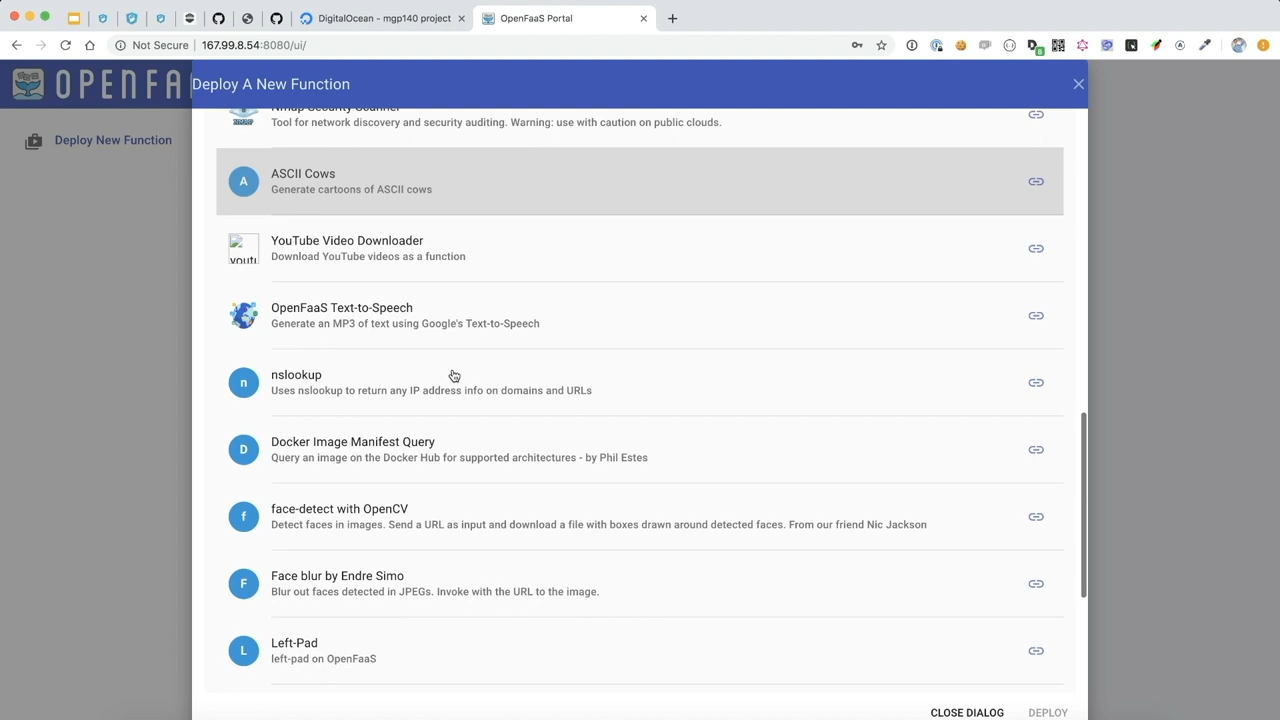 DigitalOcean - mgp140 project
OpenFaaS Portal
Not Secure
167.99.8.54:8080/ui/
8
OPENFA
Deploy A New Function
Deploy New Function
Nmap Security Scanner
Tool for network discovery and security auditing. Warning: use with caution on public clouds.
A
ASCII Cows
Generate cartoons of ASCII cows
YouTube Video Downloader
Download YouTube videos as a function
youtu
OpenFaaS Text-to-Speech
Generate an MP3 of text using Google's Text-to-Speech
n
nslookup
Uses nslookup to return any IP address info on domains and URLs
D
Docker Image Manifest Query
Query an image on the Docker Hub for supported architectures - by Phil Estes
f
face-detect with OpenCV
Detect faces in images. Send a URL as input and download a file with boxes drawn around detected faces. From our friend Nic Jackson
F
Face blur by Endre Simo
Blur out faces detected in JPEGs. Invoke with the URL to the image.
L
Left-Pad
left-pad on OpenFaaS
CLOSE DIALOG
DEPLOY